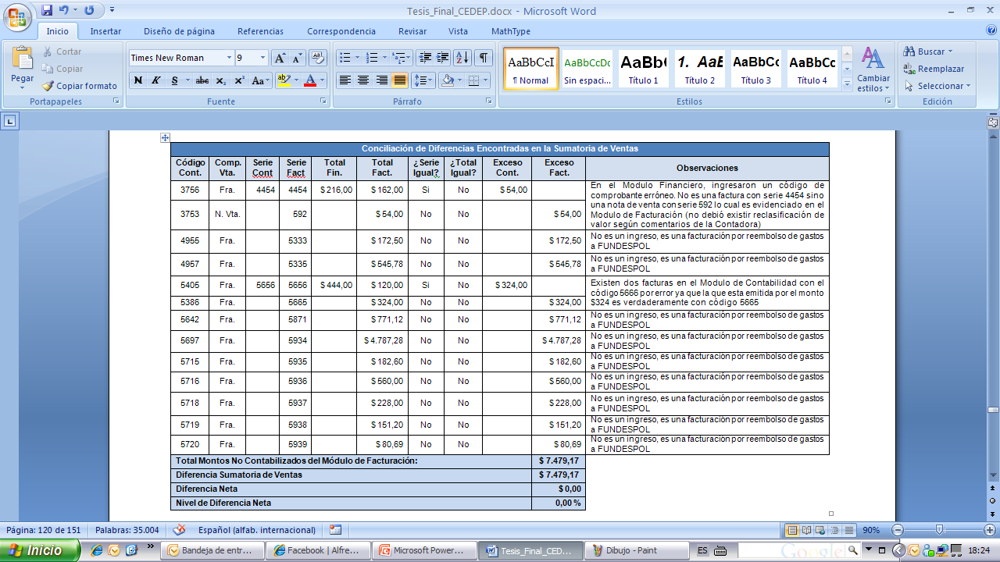 Tesis_Final_CEDEP.docx - Microsoft Word
Inicio Insertar Diseño de página Referencias Correspondencia Revisar Vista MathType
Pegar
Cortar
Copiar
Copiar formato
Portapapeles
Times New Roman 9
N K S abc x₂ x² Aa
Fuente
Párrafo
AaBbCcI AaBbCcDc AaBb( 1. AaE AaBbCc AaBbCc
¶ Normal Sin espaci... Título 1 Título 2 Título 3 Título 4
Cambiar estilos
Estilos
Buscar
Reemplazar
Seleccionar
Edición
Conciliación de Diferencias Encontradas en la Sumatoria de Ventas
Código Cont. Comp. Vta. Serie Cont Serie Fact Total Fin. Total Fact. ¿Serie Igual? ¿Total Igual? Exceso Cont. Exceso Fact. Observaciones
3756 Fra. 4454 4454 $ 216,00 $ 162,00 Si No $ 54,00
3753 N. Vta. 592 $ 54,00 No No $ 54,00
En el Modulo Financiero, ingresaron un código de
comprobante erróneo. No es una factura con serie 4454 sino
una nota de venta con serie 592 lo cual es evidenciado en el
Modulo de Facturación (no debió existir reclasificación de
valor según comentarios de la Contadora)
4955 Fra. 5333 $ 172,50 No No $ 172,50 No es un ingreso, es una facturación por reembolso de gastos
a FUNDESPOL
4957 Fra. 5335 $ 545,78 No No $ 545,78 No es un ingreso, es una facturación por reembolso de gastos
a FUNDESPOL
5405 Fra. 5656 5656 $ 444,00 $ 120,00 Si No $ 324,00
5386 Fra. 5665 $ 324,00 No No $ 324,00
Existen dos facturas en el Modulo de Contabilidad con el
código 5666 por error ya que la que esta emitida por el monto
$324 es verdaderamente con código 5665
5642 Fra. 5871 $ 771,12 No No $ 771,12 No es un ingreso, es una facturación por reembolso de gastos
a FUNDESPOL
5697 Fra. 5934 $ 4.787,28 No No $ 4.787,28 No es un ingreso, es una facturación por reembolso de gastos
a FUNDESPOL
5715 Fra. 5935 $ 182,60 No No $ 182,60 No es un ingreso, es una facturación por reembolso de gastos
a FUNDESPOL
5716 Fra. 5936 $ 560,00 No No $ 560,00 No es un ingreso, es una facturación por reembolso de gastos
a FUNDESPOL
5718 Fra. 5937 $ 228,00 No No $ 228,00 No es un ingreso, es una facturación por reembolso de gastos
a FUNDESPOL
5719 Fra. 5938 $ 151,20 No No $ 151,20 No es un ingreso, es una facturación por reembolso de gastos
a FUNDESPOL
5720 Fra. 5939 $ 80,69 No No $ 80,69 No es un ingreso, es una facturación por reembolso de gastos
a FUNDESPOL
Total Montos No Contabilizados del Módulo de Facturación: $ 7.479,17
Diferencia Sumatoria de Ventas $ 7.479,17
Diferencia Neta $ 0,00
Nivel de Diferencia Neta 0,00 %
Página: 120 de 151 Palabras: 35.004 Español (alfab. internacional) 90%
Inicio Bandeja de entr... Facebook | Alfre... Microsoft Power... Tesis_Final_CED... Dibujo - Paint ES Google 18:24